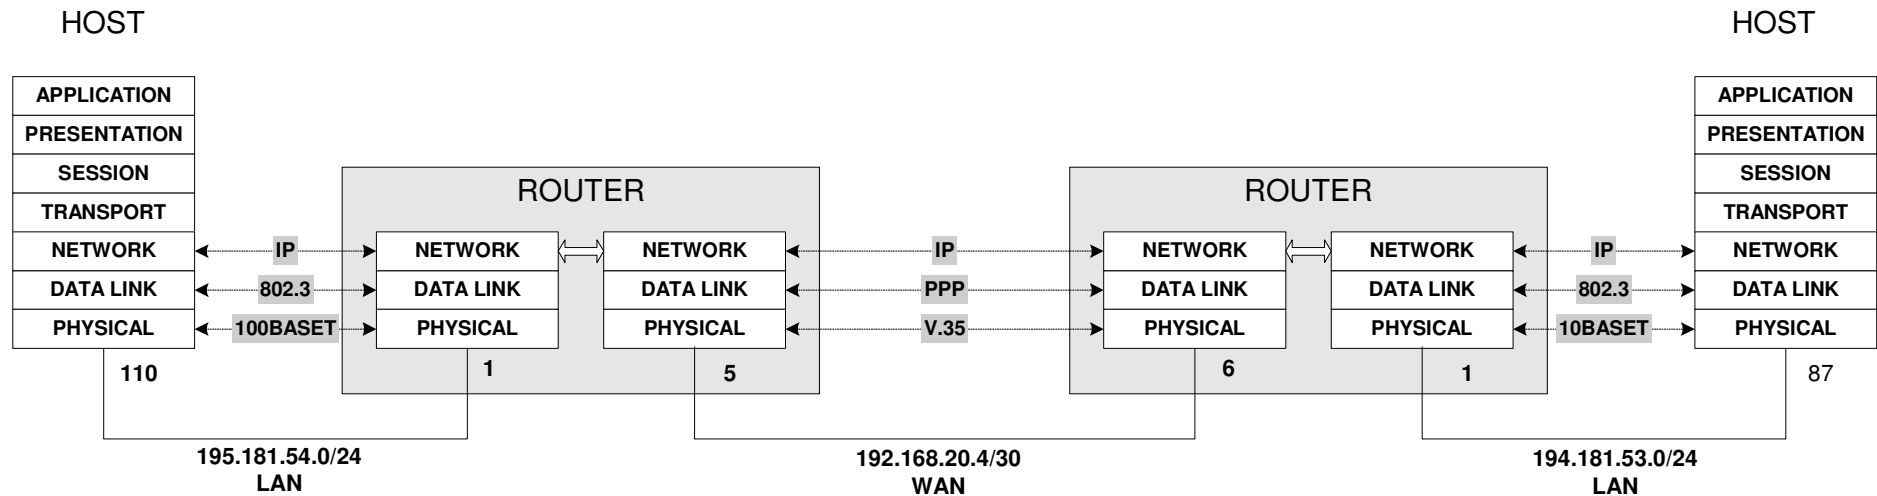 HOST
HOST
APPLICATION
PRESENTATION
SESSION
TRANSPORT
NETWORK
DATA LINK
PHYSICAL
110
IP
802.3
100BASET
ROUTER
NETWORK
DATA LINK
PHYSICAL
1
NETWORK
DATA LINK
PHYSICAL
5
IP
PPP
V.35
ROUTER
NETWORK
DATA LINK
PHYSICAL
6
NETWORK
DATA LINK
PHYSICAL
1
IP
802.3
10BASET
APPLICATION
PRESENTATION
SESSION
TRANSPORT
NETWORK
DATA LINK
PHYSICAL
87
195.181.54.0/24
LAN
192.168.20.4/30
WAN
194.181.53.0/24
LAN